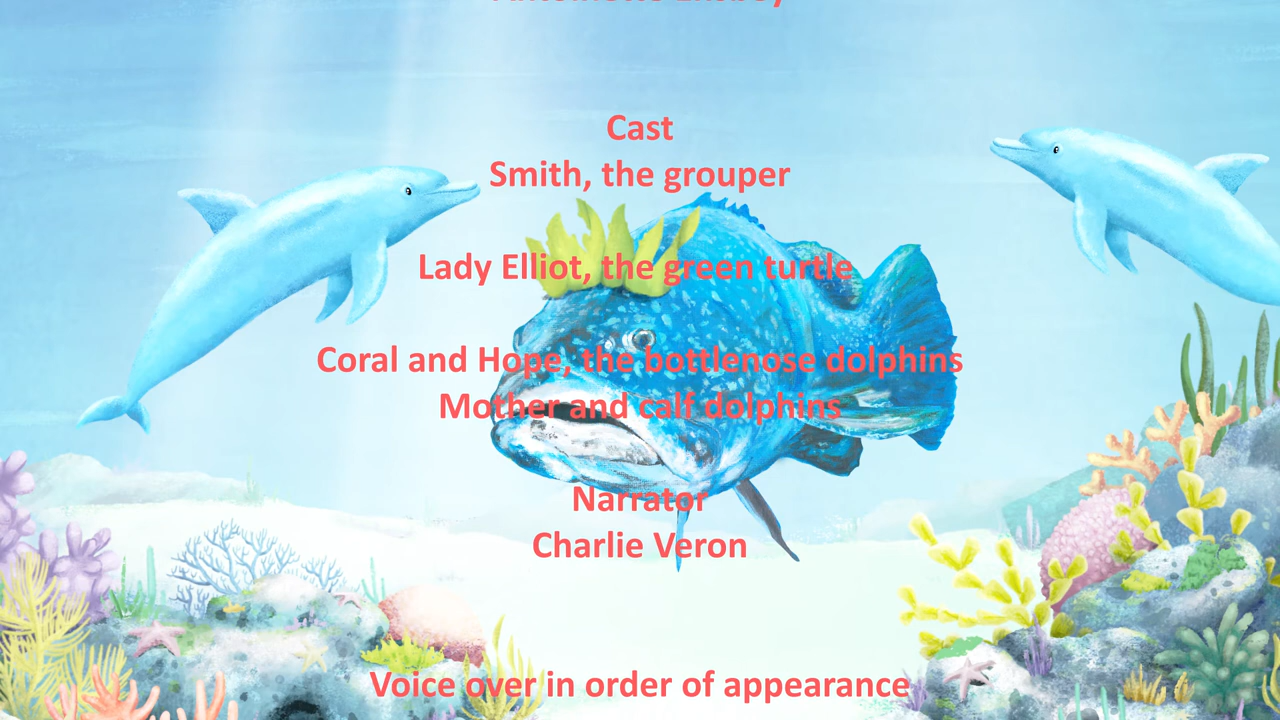 Cast
Smith, the grouper
Lady Elliot, the green turtle
Coral and Hope, the bottlenose dolphins
Mother and calf dolphins
Narrator
Charlie Veron
Voice over in order of appearance